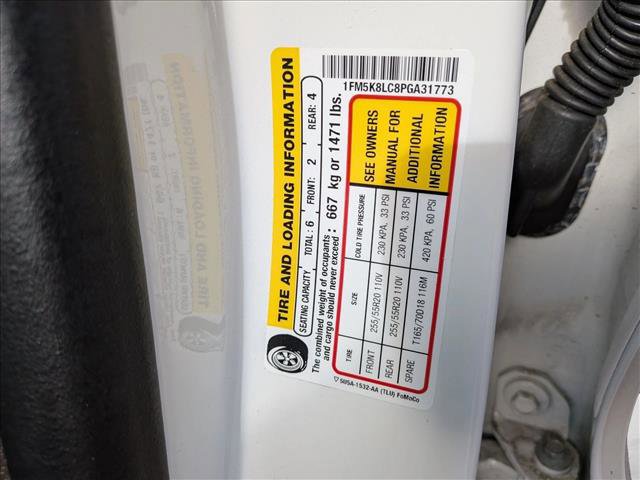 1FM5K8LC8PGA31773
TIRE AND LOADING INFORMATION
SEATING CAPACITY TOTAL: 6 FRONT: 2 REAR: 4
The combined weight of occupants and cargo should never exceed: 667 kg or 1471 lbs.
TIRE SIZE COLD TIRE PRESSURE
FRONT 255/55R20 110V 230 KPA, 33 PSI
REAR 255/55R20 110V 230 KPA, 33 PSI
SPARE T165/70D18 116M 420 KPA, 60 PSI
SEE OWNERS
MANUAL FOR
ADDITIONAL
INFORMATION
5U5A-1532-AA (TLU) FoMoCo